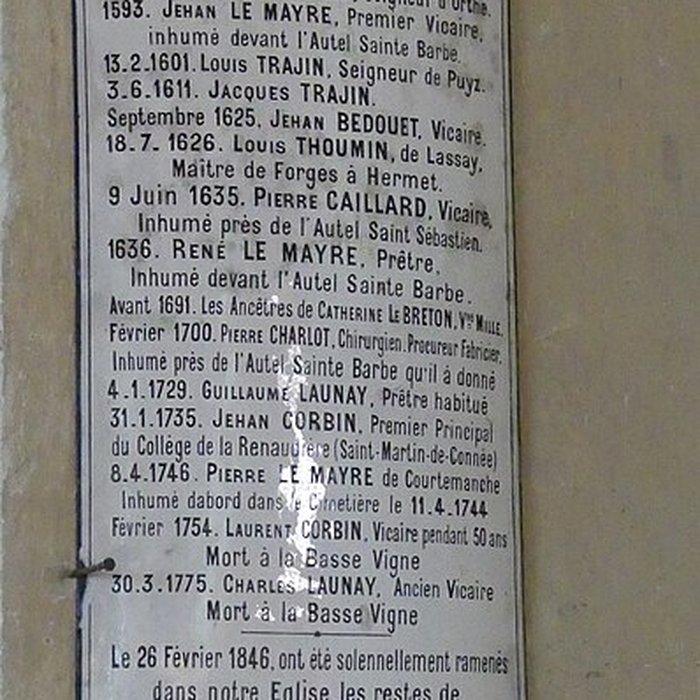 d'Orthe.
1593. JEHAN LE MAYRE, Premier Vicaire,
inhumé devant l'Autel Sainte Barbe.
13.2.1601. LOUIS TRAJIN, Seigneur de Puyz.
3.6.1611. JACQUES TRAJIN.
Septembre 1625. JEHAN BEDOUET, Vicaire.
18.7.1626. LOUIS THOUMIN, de Lassay,
Maître de Forges à Hermet.
9 Juin 1635. PIERRE CAILLARD, Vicaire,
Inhumé près de l'Autel Saint Sébastien.
1636. RENÉ LE MAYRE, Prêtre,
Inhumé devant l'Autel Sainte Barbe.
Avant 1691. Les Ancêtres de CATHERINE LE BRETON, Vve MILLE.
Février 1700. PIERRE CHARLOT, Chirurgien. Procureur Fabricier.
Inhumé près de l'Autel Sainte Barbe qu'il à donné
4.1.1729. GUILLAUME LAUNAY, Prêtre habitué
31.1.1735. JEHAN CORBIN, Premier Principal
du Collège de la Renaudière (Saint-Martin-de-Connée)
8.4.1746. PIERRE LE MAYRE de Courtemanche
Inhumé dabord dans le Cimetière le 11.4.1744
Février 1754. LAURENT CORBIN, Vicaire pendant 50 ans
Mort à la Basse Vigne
30.3.1775. CHARLES LAUNAY, Ancien Vicaire
Mort à la Basse Vigne
Le 26 Février 1846, ont été solennellement ramenés
dans notre Eglise les restes de